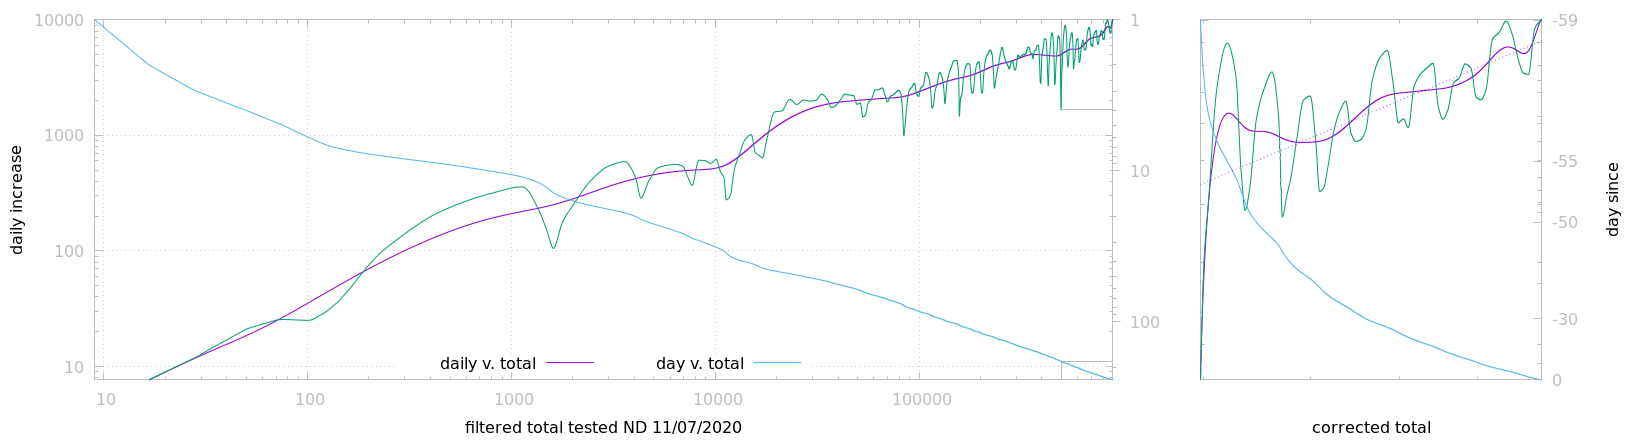 10000
1000
100
10
daily increase
1
10
100
daily v. total
day v. total
10
100
1000
10000
100000
filtered total tested ND 11/07/2020
-59
-55
-50
-30
0
day since
corrected total